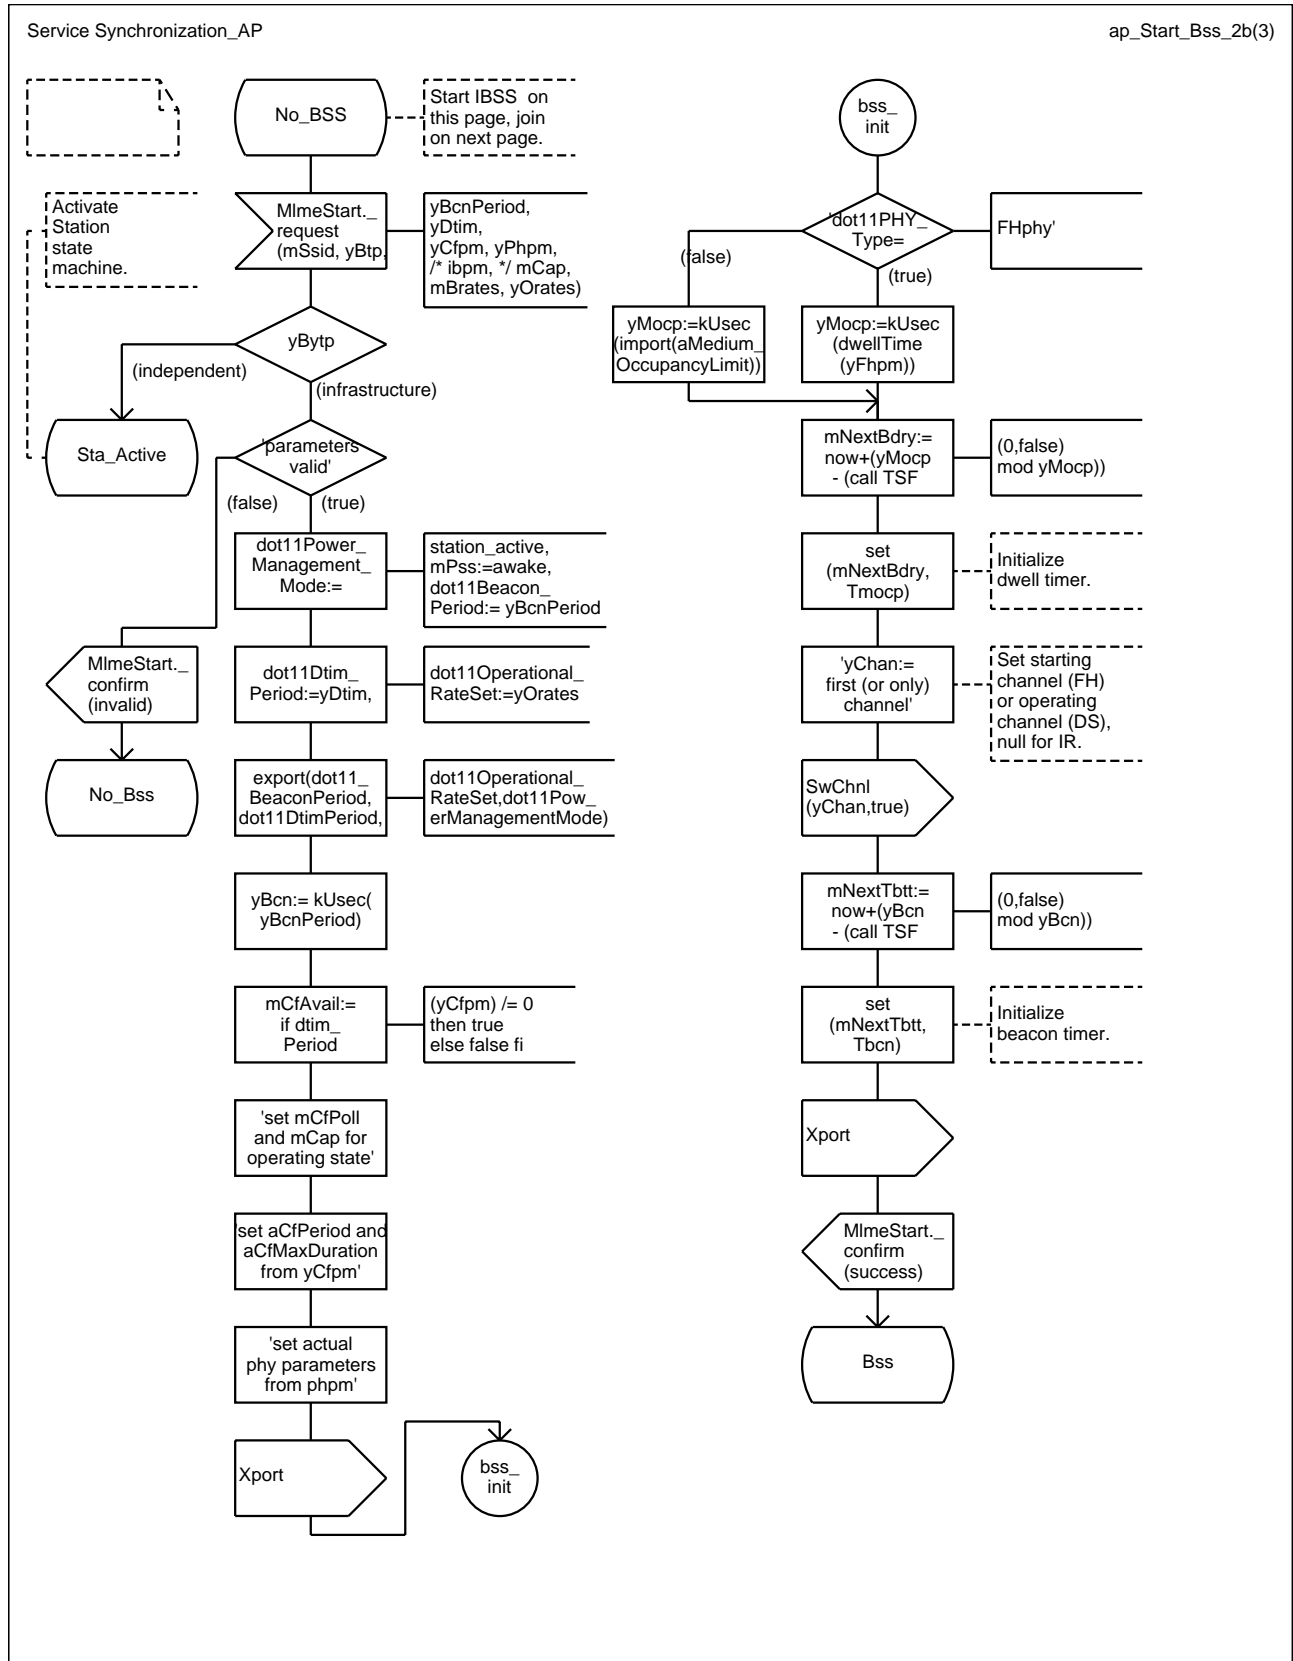 Service Synchronization_AP
ap_Start_Bss_2b(3)
No_BSS
Start IBSS on
this page, join
on next page.
Activate
Station
state
machine.
MlmeStart._
request
(mSsid, yBtp,
yBcnPeriod,
yDtim,
yCfpm, yPhpm,
/* ibpm, */ mCap,
mBrates, yOrates)
yBytp
(independent)
(infrastructure)
Sta_Active
'parameters
valid'
(false)
(true)
dot11Power_
Management_
Mode:=
station_active,
mPss:=awake,
dot11Beacon_
Period:= yBcnPeriod
MlmeStart._
confirm
(invalid)
dot11Dtim_
Period:=yDtim,
dot11Operational_
RateSet:=yOrates
No_Bss
export(dot11_
BeaconPeriod,
dot11DtimPeriod,
dot11Operational_
RateSet,dot11Pow_
erManagementMode)
yBcn:= kUsec(
yBcnPeriod)
mCfAvail:=
if dtim_
Period
(yCfpm) /= 0
then true
else false fi
'set mCfPoll
and mCap for
operating state'
'set aCfPeriod and
aCfMaxDuration
from yCfpm'
'set actual
phy parameters
from phpm'
Xport
bss_
init
bss_
init
'dot11PHY_
Type=
FHphy'
(false)
(true)
yMocp:=kUsec
(import(aMedium_
OccupancyLimit))
yMocp:=kUsec
(dwellTime
(yFhpm))
mNextBdry:=
now+(yMocp
- (call TSF
(0,false)
mod yMocp))
set
(mNextBdry,
Tmocp)
Initialize
dwell timer.
'yChan:=
first (or only)
channel'
Set starting
channel (FH)
or operating
channel (DS),
null for IR.
SwChnl
(yChan,true)
mNextTbtt:=
now+(yBcn
- (call TSF
(0,false)
mod yBcn))
set
(mNextTbtt,
Tbcn)
Initialize
beacon timer.
Xport
MlmeStart._
confirm
(success)
Bss